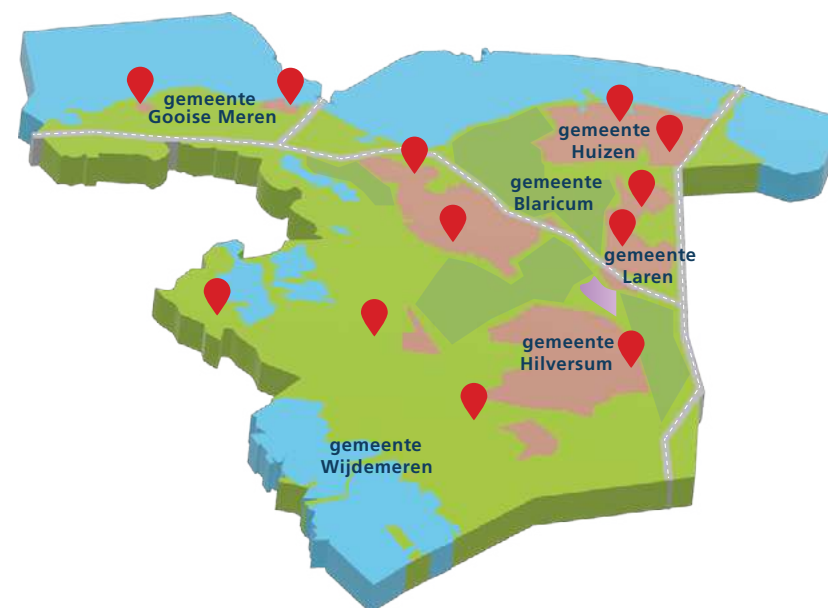 gemeente
Gooise Meren
gemeente
Huizen
gemeente
Blaricum
gemeente
Laren
gemeente
Hilversum
gemeente
Wijdemeren